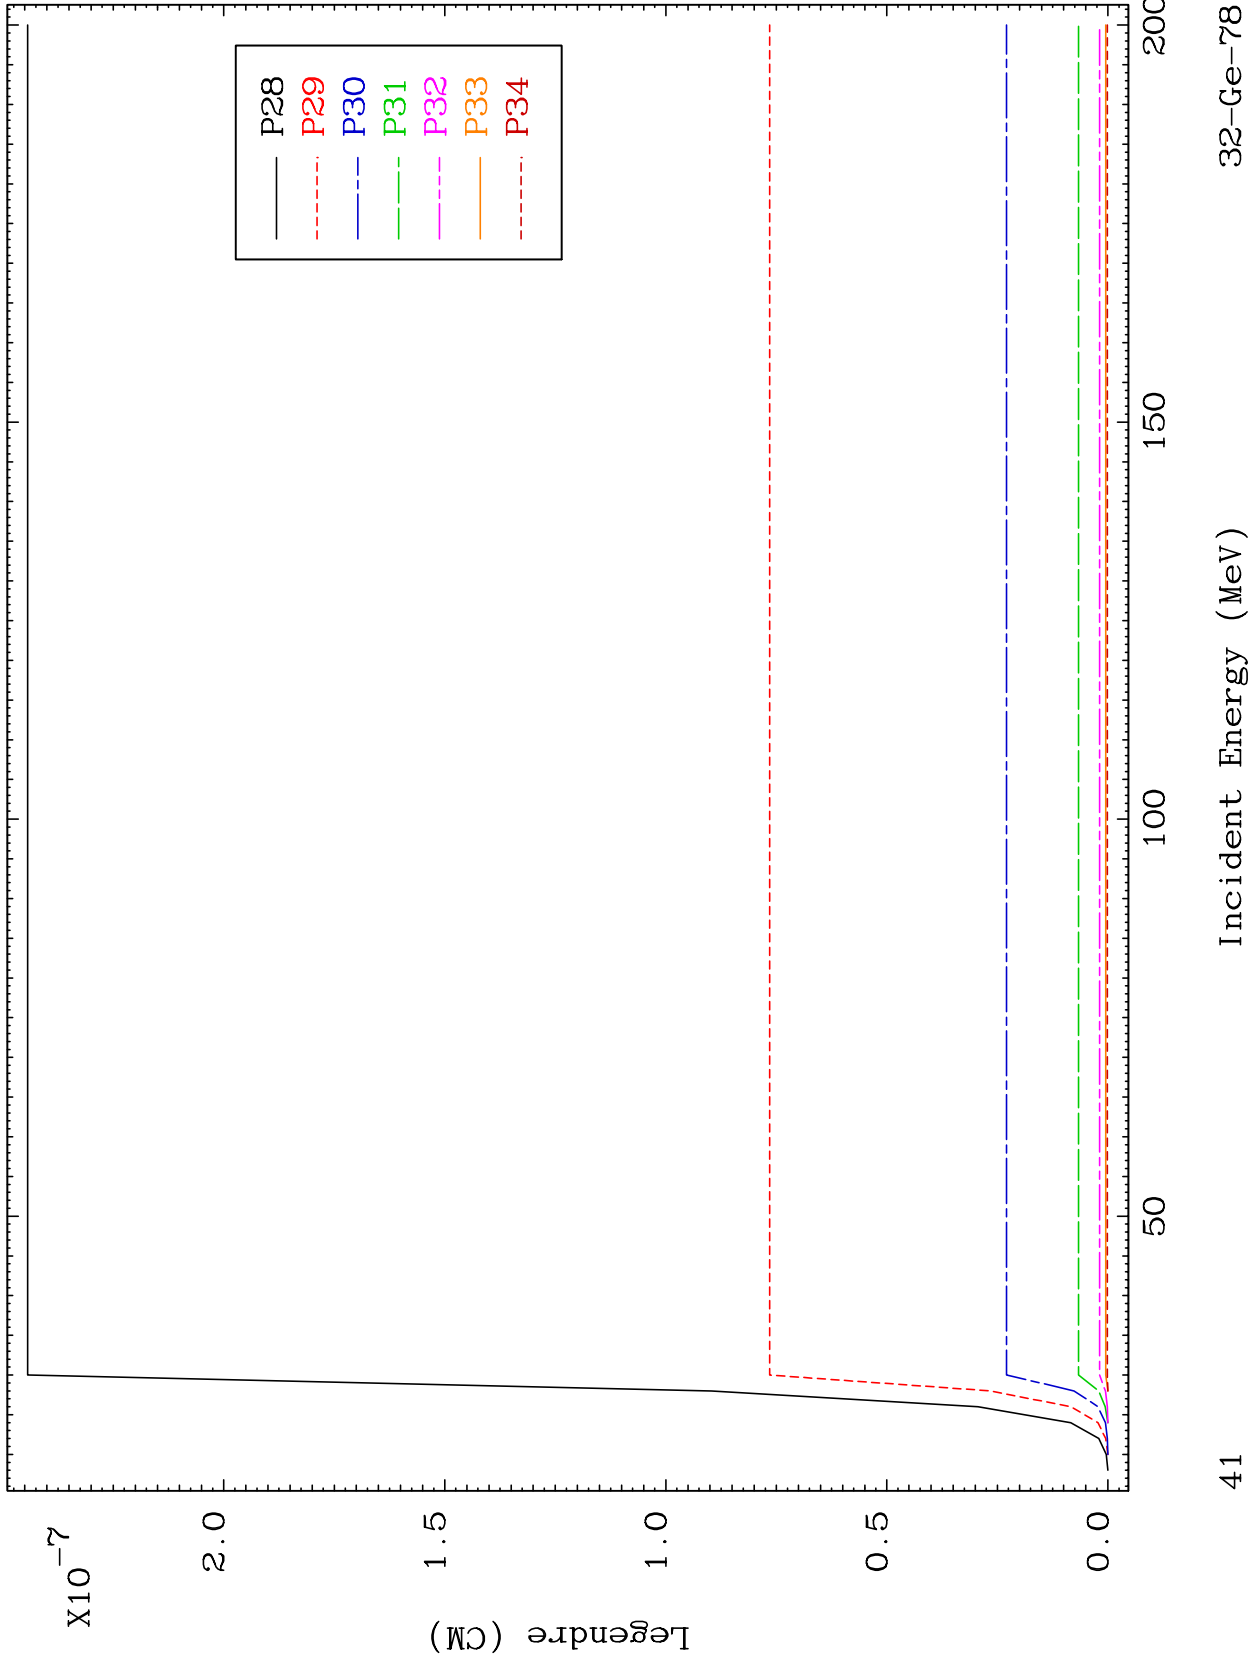 X10-7
2.0
1.5
1.0
0.5
0.0
Legendre (CM)
P28
P29
P30
P31
P32
P33
P34
50
100
150
200
Incident Energy (MeV)
41
32-Ge-78